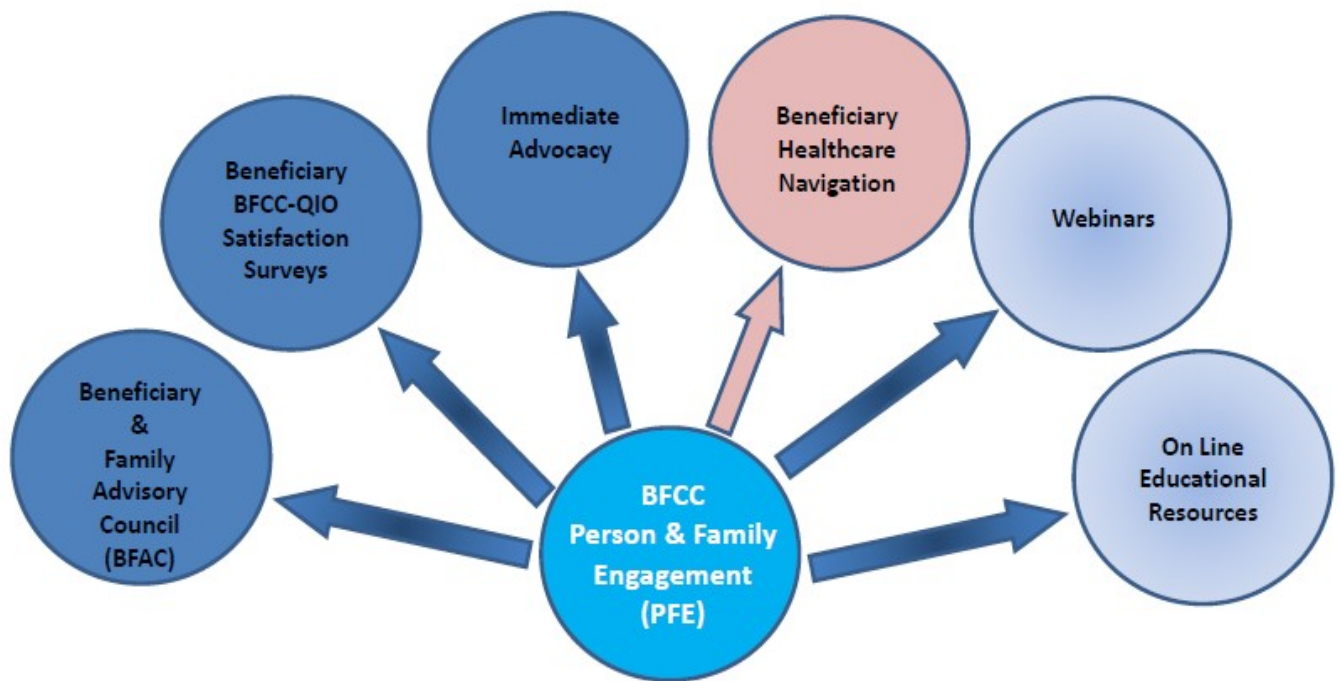 Immediate
Advocacy
Beneficiary
Healthcare
Navigation
Beneficiary
BFCC-QIO
Satisfaction
Surveys
Webinars
Beneficiary
&
Family
Advisory
Council
(BFAC)
On Line
Educational
Resources
BFCC
Person & Family
Engagement
(PFE)